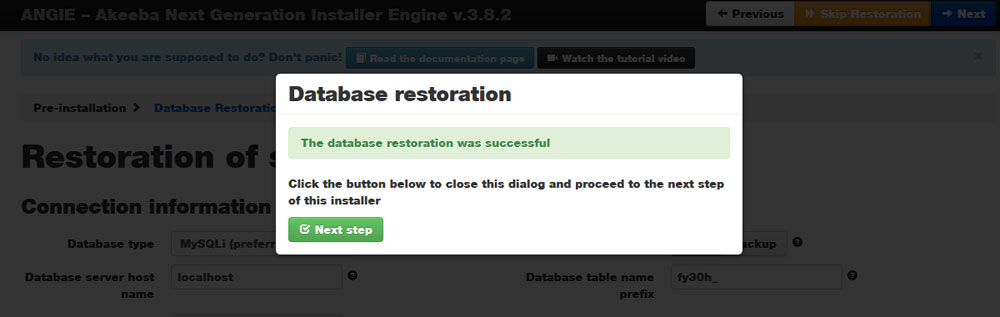 ANGIE – Akeeba Next Generation Installer Engine v.3.8.2
Previous
Skip Restoration
Next
No idea what you are supposed to do? Don't panic!
Read the documentation page
Watch the tutorial video
×
Pre-installation
Database Restoratio
Database restoration
The database restoration was successful
Click the button below to close this dialog and proceed to the next step
of this installer
Next step
Restoration of s
Connection information
Database type
MySQLi (preferr
ackup
Database server host
name
localhost
Database table name
prefix
fy30h_